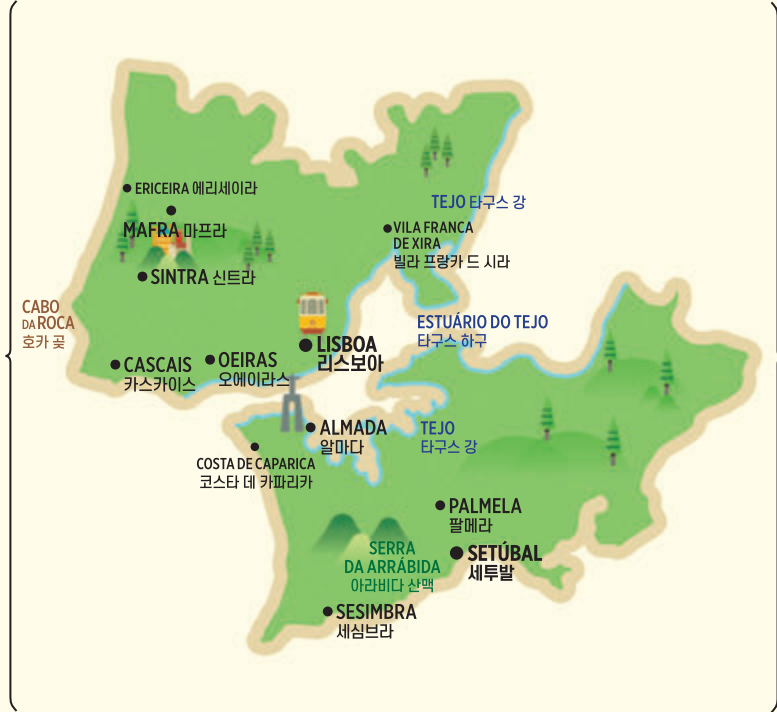 ERICEIRA 에리세이라
MAFRA 마프라
TEJO 타구스 강
VILA FRANCA
DE XIRA
빌라 프랑카 드 시라
SINTRA 신트라
CABO
DA ROCA
호카 곶
ESTUÁRIO DO TEJO
타구스 하구
LISBOA
리스보아
OEIRAS
오에이라스
CASCAIS
카스카이스
ALMADA
알마다
TEJO
타구스 강
COSTA DE CAPARICA
코스타 데 카파리카
PALMELA
팔메라
SERRA
DA ARRÁBIDA
아라비다 산맥
SETÚBAL
세투발
SESIMBRA
세심브라